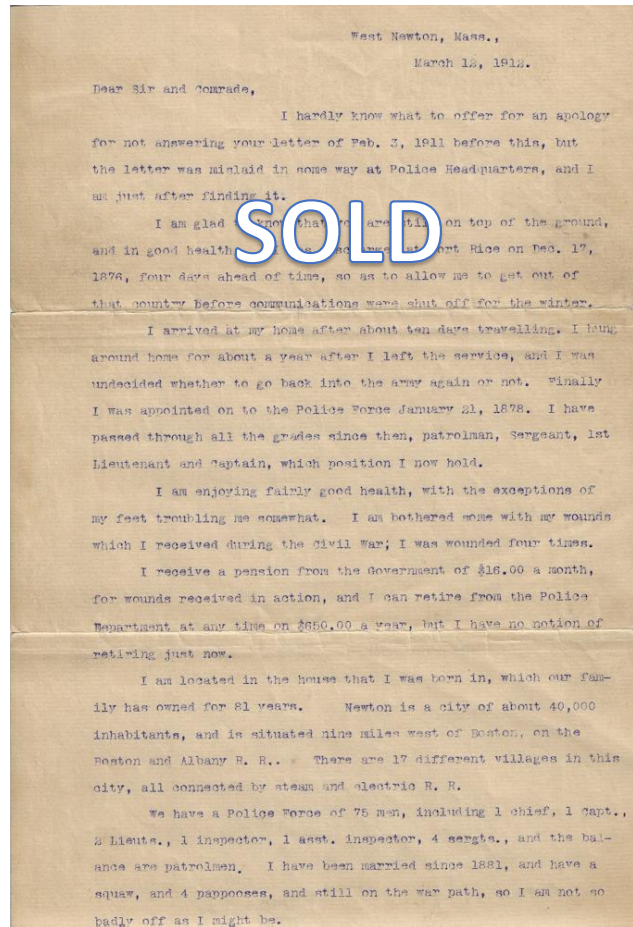 West Newton, Mass.,
March 12, 1912.
Dear Sir and Comrade,
I hardly know what to offer for an apology
for not answering your letter of Feb. 3, 1911 before this, but
the letter was mislaid in some way at Police Headquarters, and I
am just after finding it.
SOLD
I am glad know that are on top of the ground,
and in good health. Fort Rice on Dec. 17,
1876, four days ahead of time, so as to allow me to get out of
that country before communications were shut off for the winter.
I arrived at my home after about ten days travelling. I hung
around home for about a year after I left the service, and I was
undecided whether to go back into the army again or not. Finally
I was appointed on to the Police Force January 21, 1878. I have
passed through all the grades since then, patrolman, Sergeant, 1st
Lieutenant and Captain, which position I now hold.
I am enjoying fairly good health, with the exceptions of
my feet troubling me somewhat. I am bothered some with my wounds
which I received during the Civil War; I was wounded four times.
I receive a pension from the Government of $16.00 a month,
for wounds received in action, and I can retire from the Police
Department at any time on $650.00 a year, but I have no notion of
retiring just now.
I am located in the house that I was born in, which our fam-
ily has owned for 81 years. Newton is a city of about 40,000
inhabitants, and is situated nine miles west of Boston, on the
Boston and Albany R. R.. There are 17 different villages in this
city, all connected by steam and electric R. R.
We have a Police Force of 75 men, including 1 chief, 1 Capt.,
2 Lieuts., 1 inspector, 1 asst. inspector, 4 sergts., and the bal-
ance are patrolmen. I have been married since 1881, and have a
squaw, and 4 pappooses, and still on the war path, so I am not so
badly off as I might be.